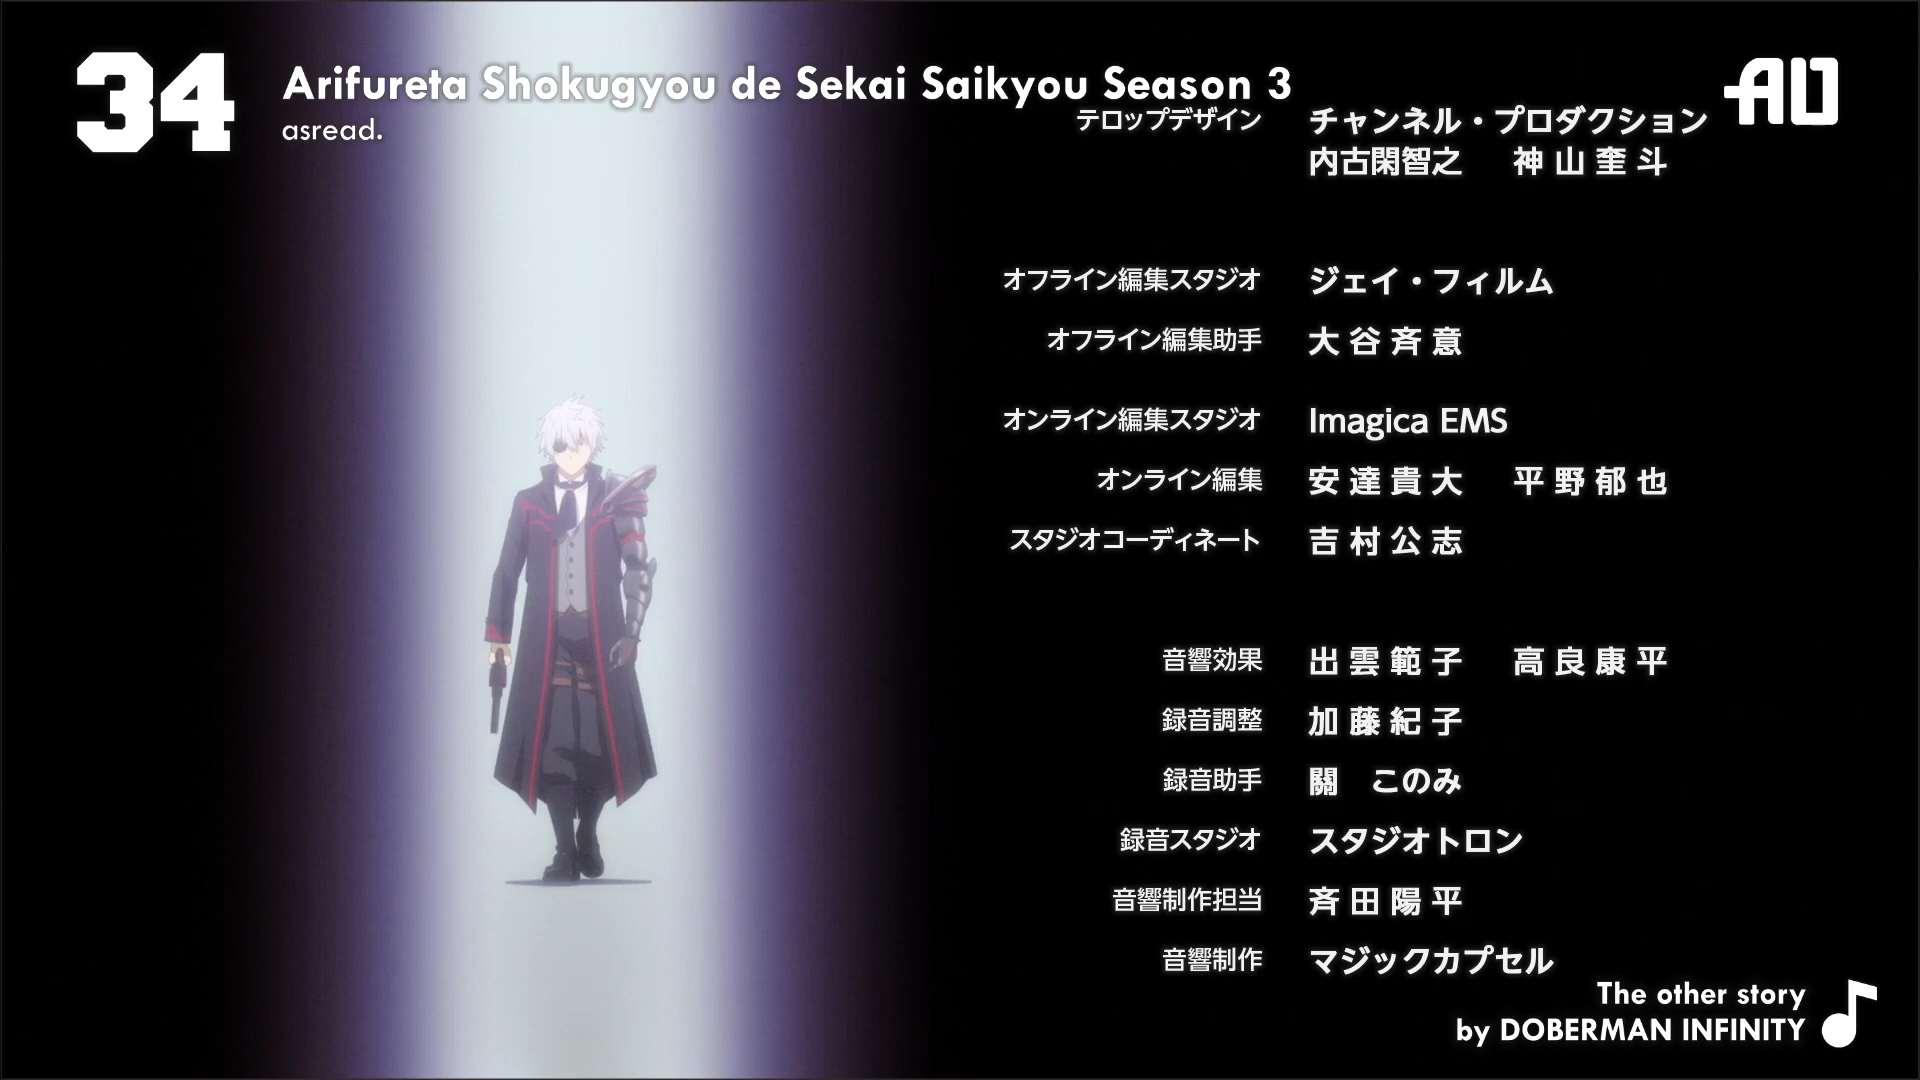 34
Arifureta Shokugyou de Sekai Saikyou Season 3
asread.
AU
テロップデザイン チャンネル・プロダクション
内古閑智之 神山奎斗
オフライン編集スタジオ ジェイ・フィルム
オフライン編集助手 大谷斉意
オンライン編集スタジオ Imagica EMS
オンライン編集 安達貴大 平野郁也
スタジオコーディネート 吉村公志
音響効果 出雲範子 高良康平
録音調整 加藤紀子
録音助手 關 このみ
録音スタジオ スタジオトロン
音響制作担当 斉田陽平
音響制作 マジックカプセル
The other story
by DOBERMAN INFINITY